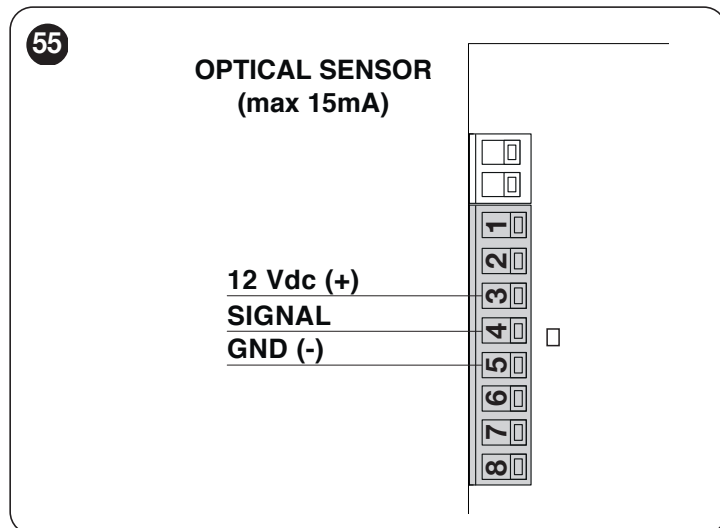 55
OPTICAL SENSOR
(max 15mA)
1
2
12 Vdc (+)
3
SIGNAL
4
GND (-)
5
6
7
8